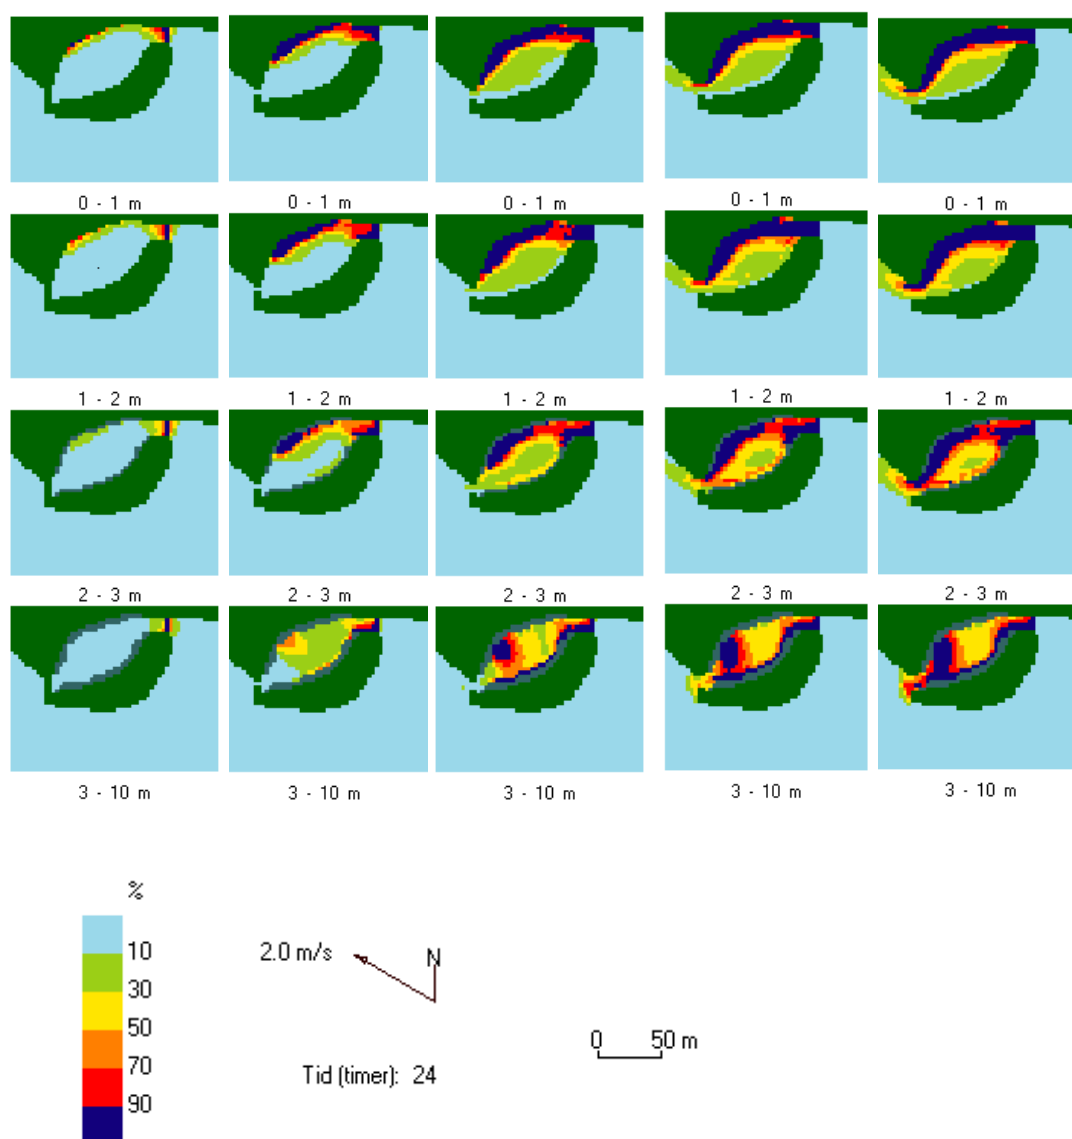 0 - 1 m 0 - 1 m 0 - 1 m 0 - 1 m 0 - 1 m
1 - 2 m 1 - 2 m 1 - 2 m 1 - 2 m 1 - 2 m
2 - 3 m 2 - 3 m 2 - 3 m 2 - 3 m 2 - 3 m
3 - 10 m 3 - 10 m 3 - 10 m 3 - 10 m
%
10
30
50
70
90
2.0 m/s
N
0 50 m
Tid (timer): 24